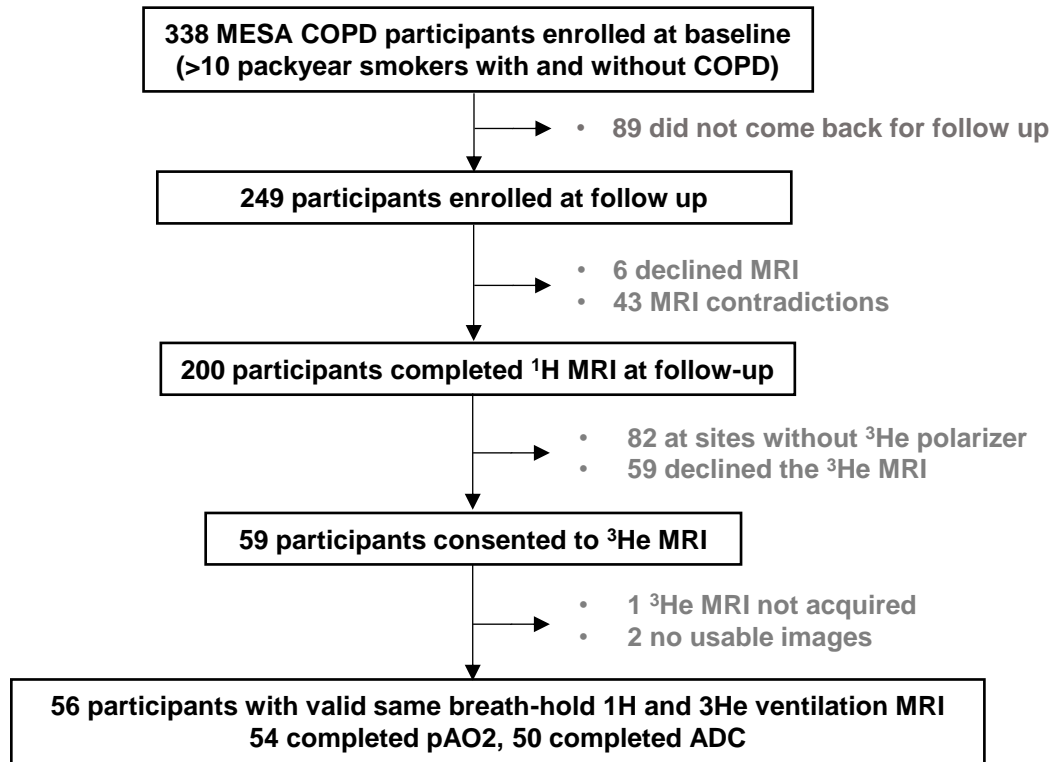 338 MESA COPD participants enrolled at baseline
(>10 packyear smokers with and without COPD)
• 89 did not come back for follow up
249 participants enrolled at follow up
• 6 declined MRI
• 43 MRI contradictions
200 participants completed ¹H MRI at follow-up
• 82 at sites without ³He polarizer
• 59 declined the ³He MRI
59 participants consented to ³He MRI
• 1 ³He MRI not acquired
• 2 no usable images
56 participants with valid same breath-hold 1H and 3He ventilation MRI
54 completed pAO2, 50 completed ADC